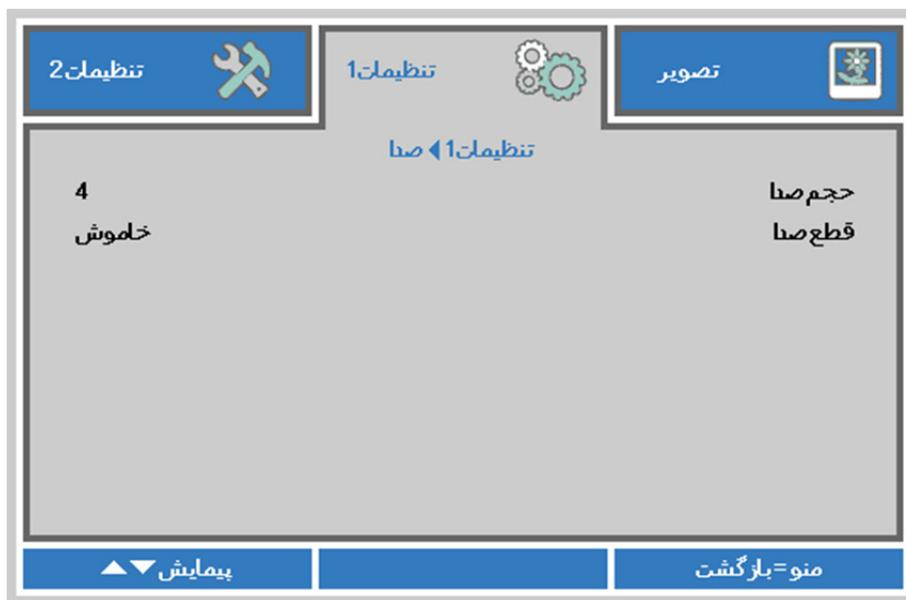 تصویر
تنظیمات1
تنظیمات2
تنظیمات1 ◀ صدا
حجم صدا 4
قطع صدا خاموش
منو=بازگشت
پیمایش ▼▲